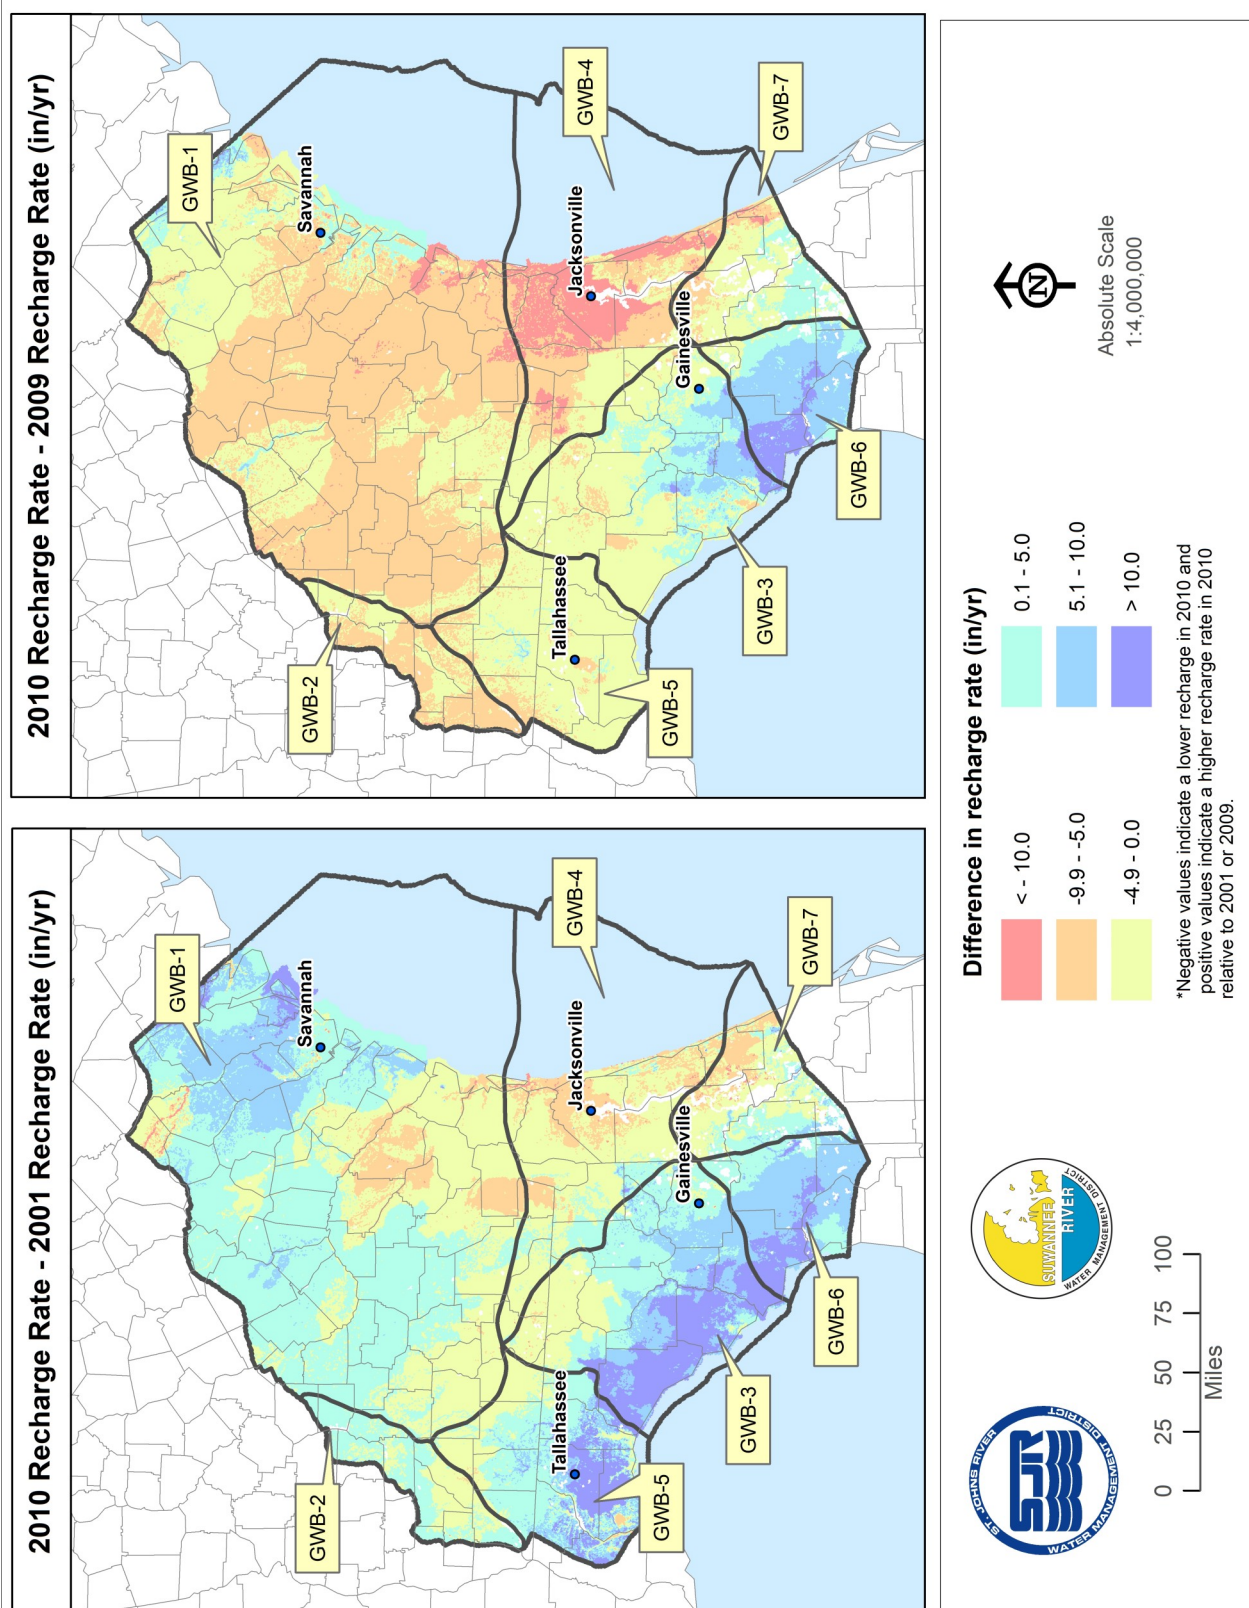 2010 Recharge Rate - 2001 Recharge Rate (in/yr)
GWB-1
GWB-2
Savannah
GWB-4
Jacksonville
Tallahassee
Gainesville
GWB-5
GWB-3
GWB-6
GWB-7
2010 Recharge Rate - 2009 Recharge Rate (in/yr)
GWB-1
GWB-2
Savannah
GWB-4
Jacksonville
Tallahassee
Gainesville
GWB-5
GWB-3
GWB-6
GWB-7
ST. JOHNS RIVER
SJR
WATER MANAGEMENT DISTRICT
SUWANNEE
RIVER
WATER MANAGEMENT DISTRICT
0 25 50 75 100
Miles
Difference in recharge rate (in/yr)
< - 10.0
0.1 - 5.0
-9.9 - -5.0
5.1 - 10.0
-4.9 - 0.0
> 10.0
*Negative values indicate a lower recharge in 2010 and
positive values indicate a higher recharge rate in 2010
relative to 2001 or 2009.
N
Absolute Scale
1:4,000,000